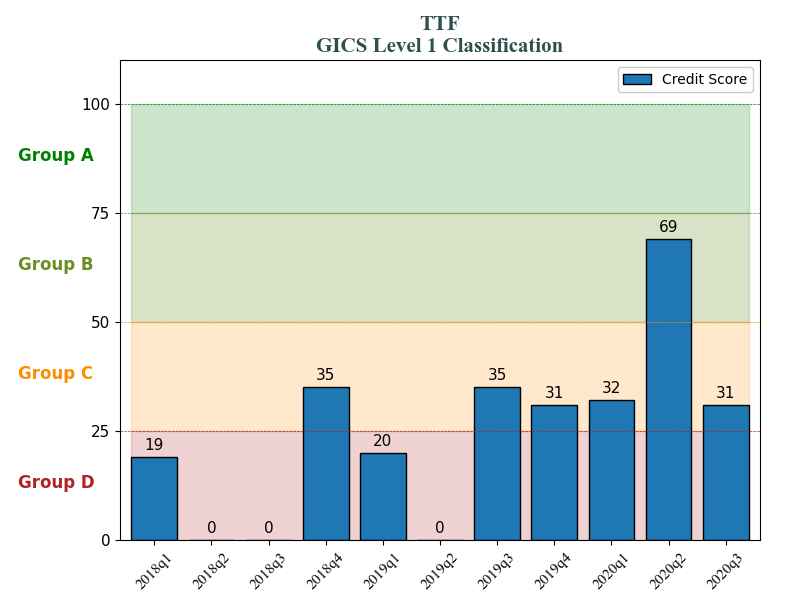 TTF
GICS Level 1 Classification
Credit Score
100
Group A
75
69
Group B
50
Group C
35
35
31
32
31
25
20
19
Group D
0
0
0
0
2018q1
2018q2
2018q3
2018q4
2019q1
2019q2
2019q3
2019q4
2020q1
2020q2
2020q3